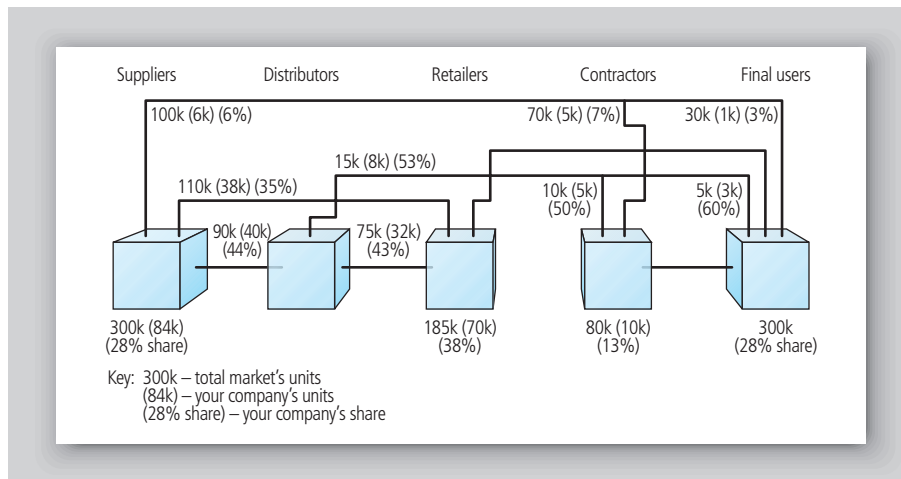 Suppliers Distributors Retailers Contractors Final users
100k (6k) (6%) 70k (5k) (7%) 30k (1k) (3%)
15k (8k) (53%)
110k (38k) (35%)
10k (5k)
(50%)
5k (3k)
(60%)
90k (40k)
(44%)
75k (32k)
(43%)
300k (84k)
(28% share)
185k (70k)
(38%)
80k (10k)
(13%)
300k
(28% share)
Key: 300k – total market's units
(84k) – your company's units
(28% share) – your company's share